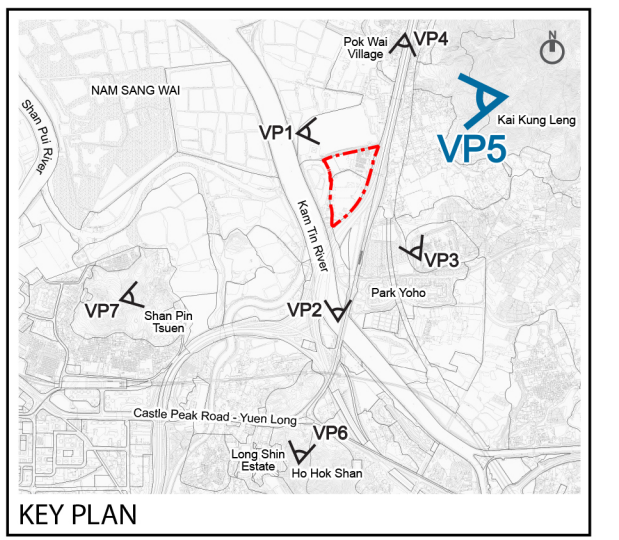 Pok Wai
Village
VP4
N
NAM SANG WAI
Kai Kung Leng
Shan Pui River
VP1
VP5
Kam Tin River
VP3
Park Yoho
VP7
Shan Pin
Tsuen
VP2
Castle Peak Road - Yuen Long
VP6
Long Shin
Estate
Ho Hok Shan
KEY PLAN